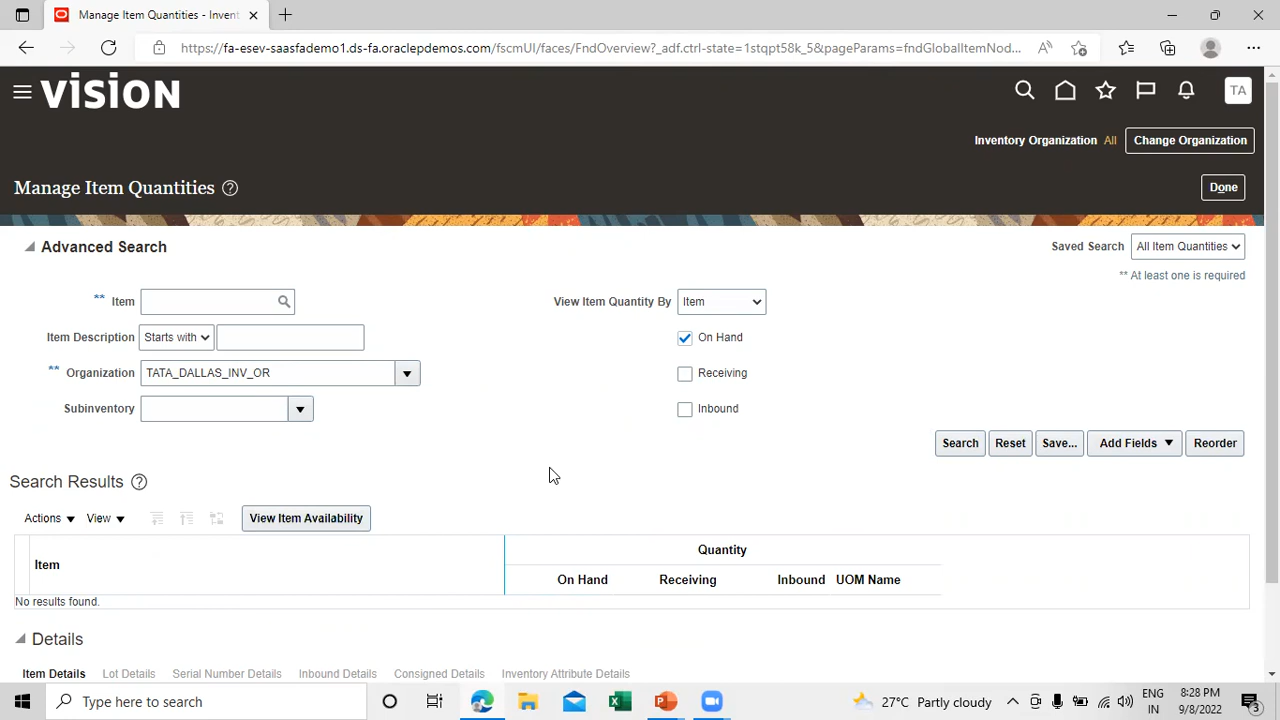 Manage Item Quantities - Invent
https://fa-esev-saasfademo1.ds-fa.oraclepdemos.com/fscmUI/faces/FndOverview?_adf.ctrl-state=1stqpt58k_5&pageParams=fndGlobalItemNod...
VISION
TA
Inventory Organization All Change Organization
Manage Item Quantities ? Done
Advanced Search Saved Search All Item Quantities
** At least one is required
** Item View Item Quantity By Item
Item Description Starts with On Hand
** Organization TATA_DALLAS_INV_OR Receiving
Subinventory Inbound
Search Reset Save... Add Fields Reorder
Search Results ?
Actions View View Item Availability
Quantity
Item
On Hand Receiving Inbound UOM Name
No results found.
Details
Item Details Lot Details Serial Number Details Inbound Details Consigned Details Inventory Attribute Details
Type here to search 27°C Partly cloudy ENG IN 8:28 PM 9/8/2022 3